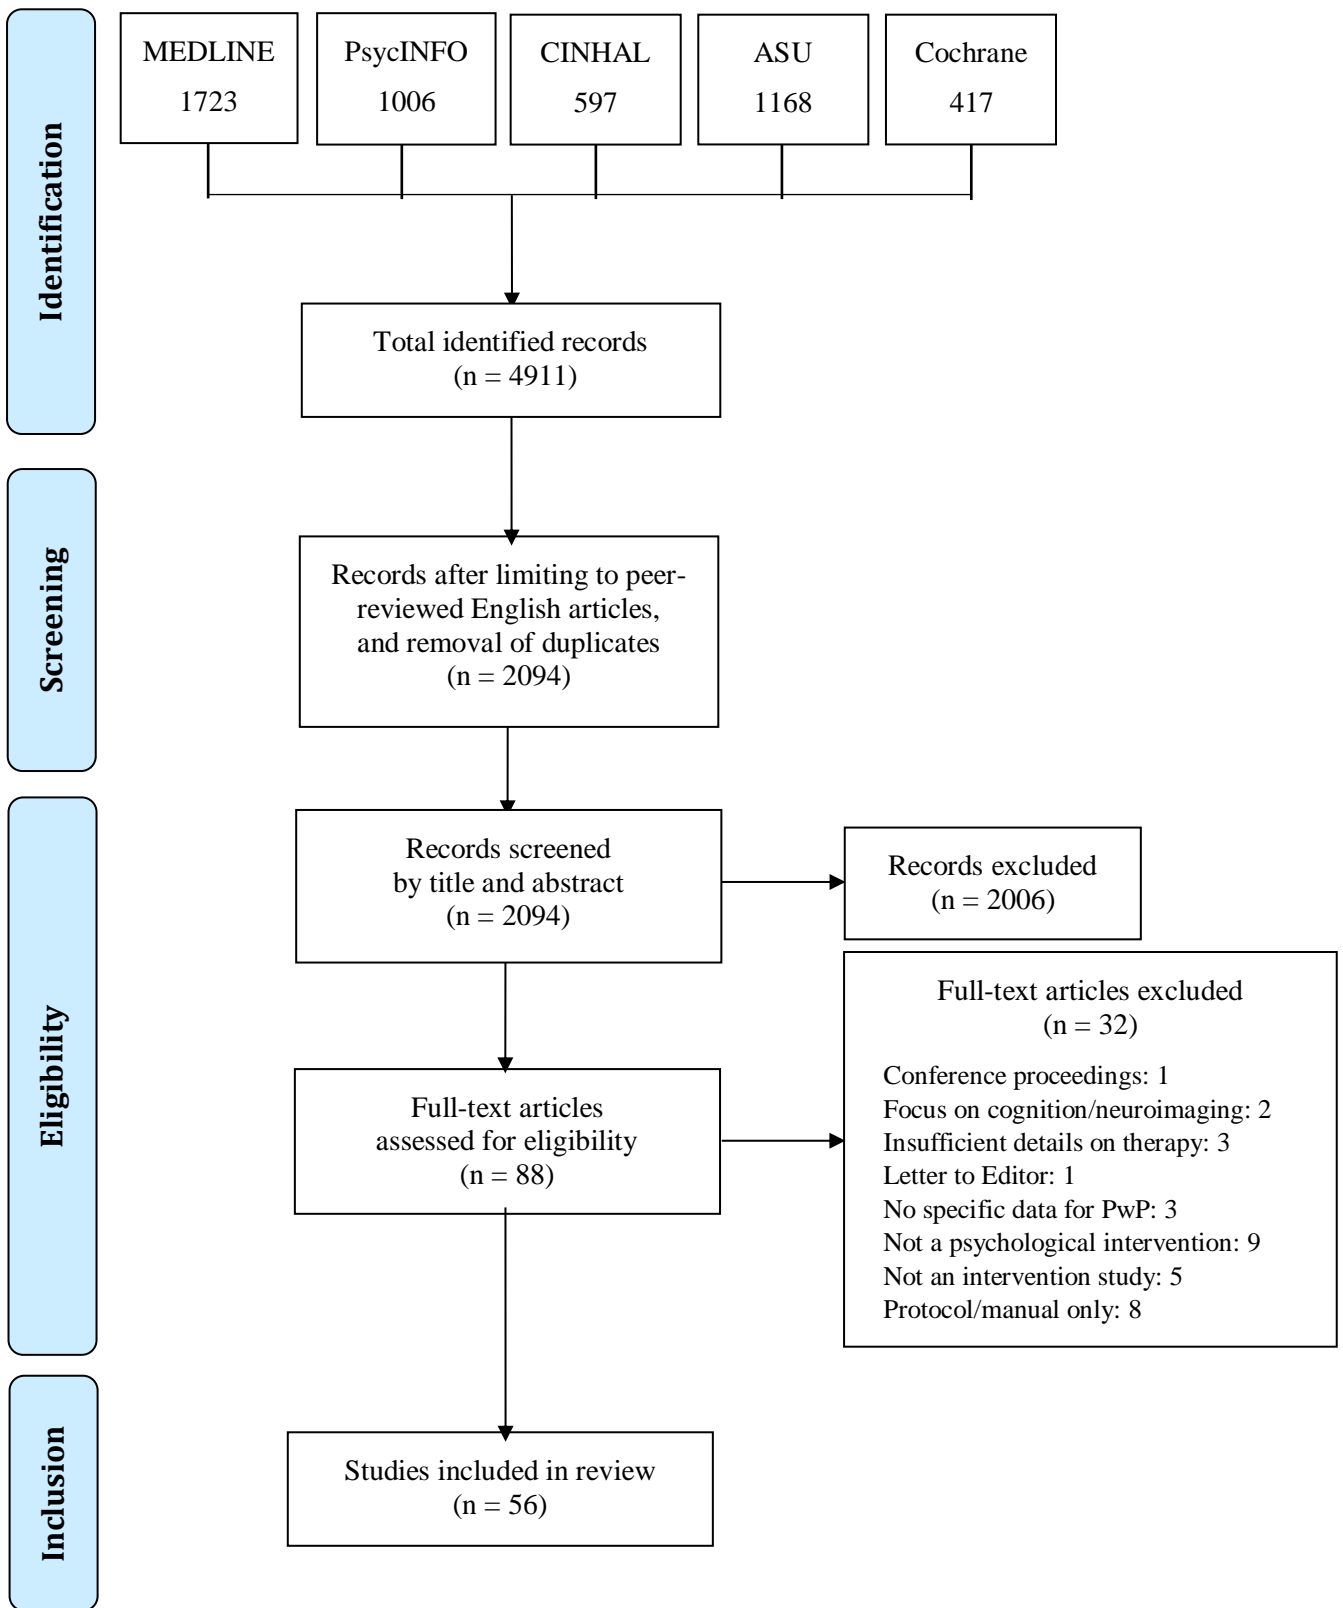 Identification
MEDLINE
1723
PsycINFO
1006
CINHAL
597
ASU
1168
Cochrane
417
Total identified records
(n = 4911)
Screening
Records after limiting to peer-
reviewed English articles,
and removal of duplicates
(n = 2094)
Eligibility
Records screened
by title and abstract
(n = 2094)
Records excluded
(n = 2006)
Full-text articles
assessed for eligibility
(n = 88)
Full-text articles excluded
(n = 32)
Conference proceedings: 1
Focus on cognition/neuroimaging: 2
Insufficient details on therapy: 3
Letter to Editor: 1
No specific data for PwP: 3
Not a psychological intervention: 9
Not an intervention study: 5
Protocol/manual only: 8
Inclusion
Studies included in review
(n = 56)